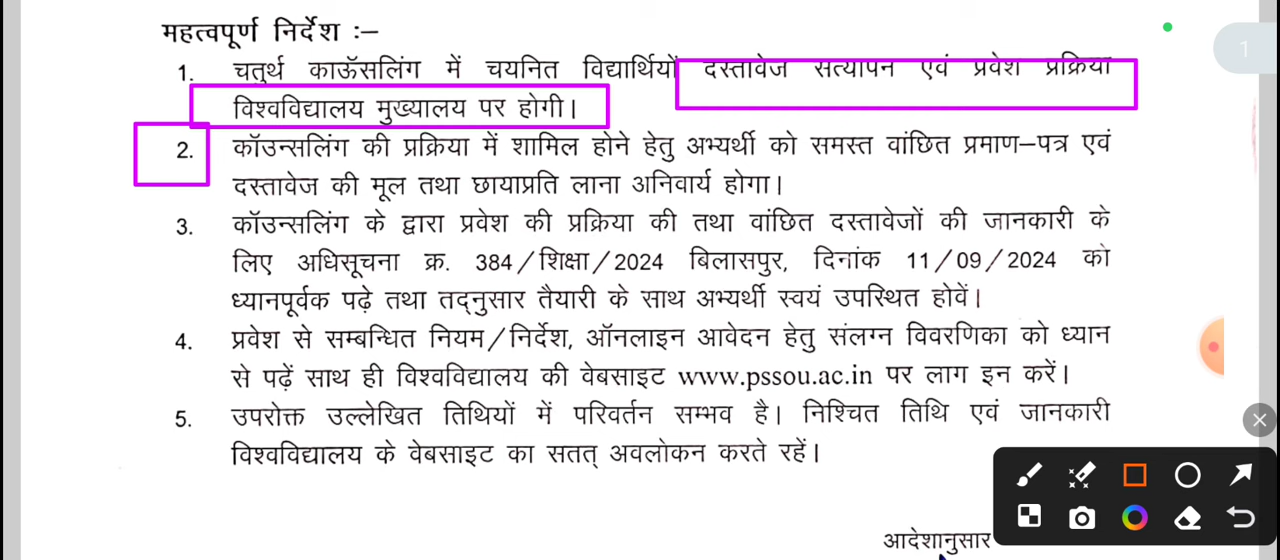 महत्वपूर्ण निर्देश :–
1. चतुर्थ काऊॅसलिंग में चयनित विद्यार्थियों दस्तावेज सत्यापन एवं प्रवेश प्रक्रिया
विश्वविद्यालय मुख्यालय पर होगी।
2. कॉउन्सलिंग की प्रक्रिया में शामिल होने हेतु अभ्यर्थी को समस्त वांछित प्रमाण–पत्र एवं
दस्तावेज की मूल तथा छायाप्रति लाना अनिवार्य होगा।
3. कॉउन्सलिंग के द्वारा प्रवेश की प्रक्रिया की तथा वांछित दस्तावेजों की जानकारी के
लिए अधिसूचना क्र. 384/शिक्षा/2024 बिलासपुर, दिनांक 11/09/2024 को
ध्यानपूर्वक पढ़े तथा तद्नुसार तैयारी के साथ अभ्यर्थी स्वयं उपस्थित होवें।
4. प्रवेश से सम्बन्धित नियम/निर्देश, ऑनलाइन आवेदन हेतु संलग्न विवरणिका को ध्यान
से पढ़ें साथ ही विश्वविद्यालय की वेबसाइट www.pssou.ac.in पर लाग इन करें।
5. उपरोक्त उल्लेखित तिथियों में परिवर्तन सम्भव है। निश्चित तिथि एवं जानकारी
विश्वविद्यालय के वेबसाइट का सतत् अवलोकन करते रहें।
आदेशानुसार
1